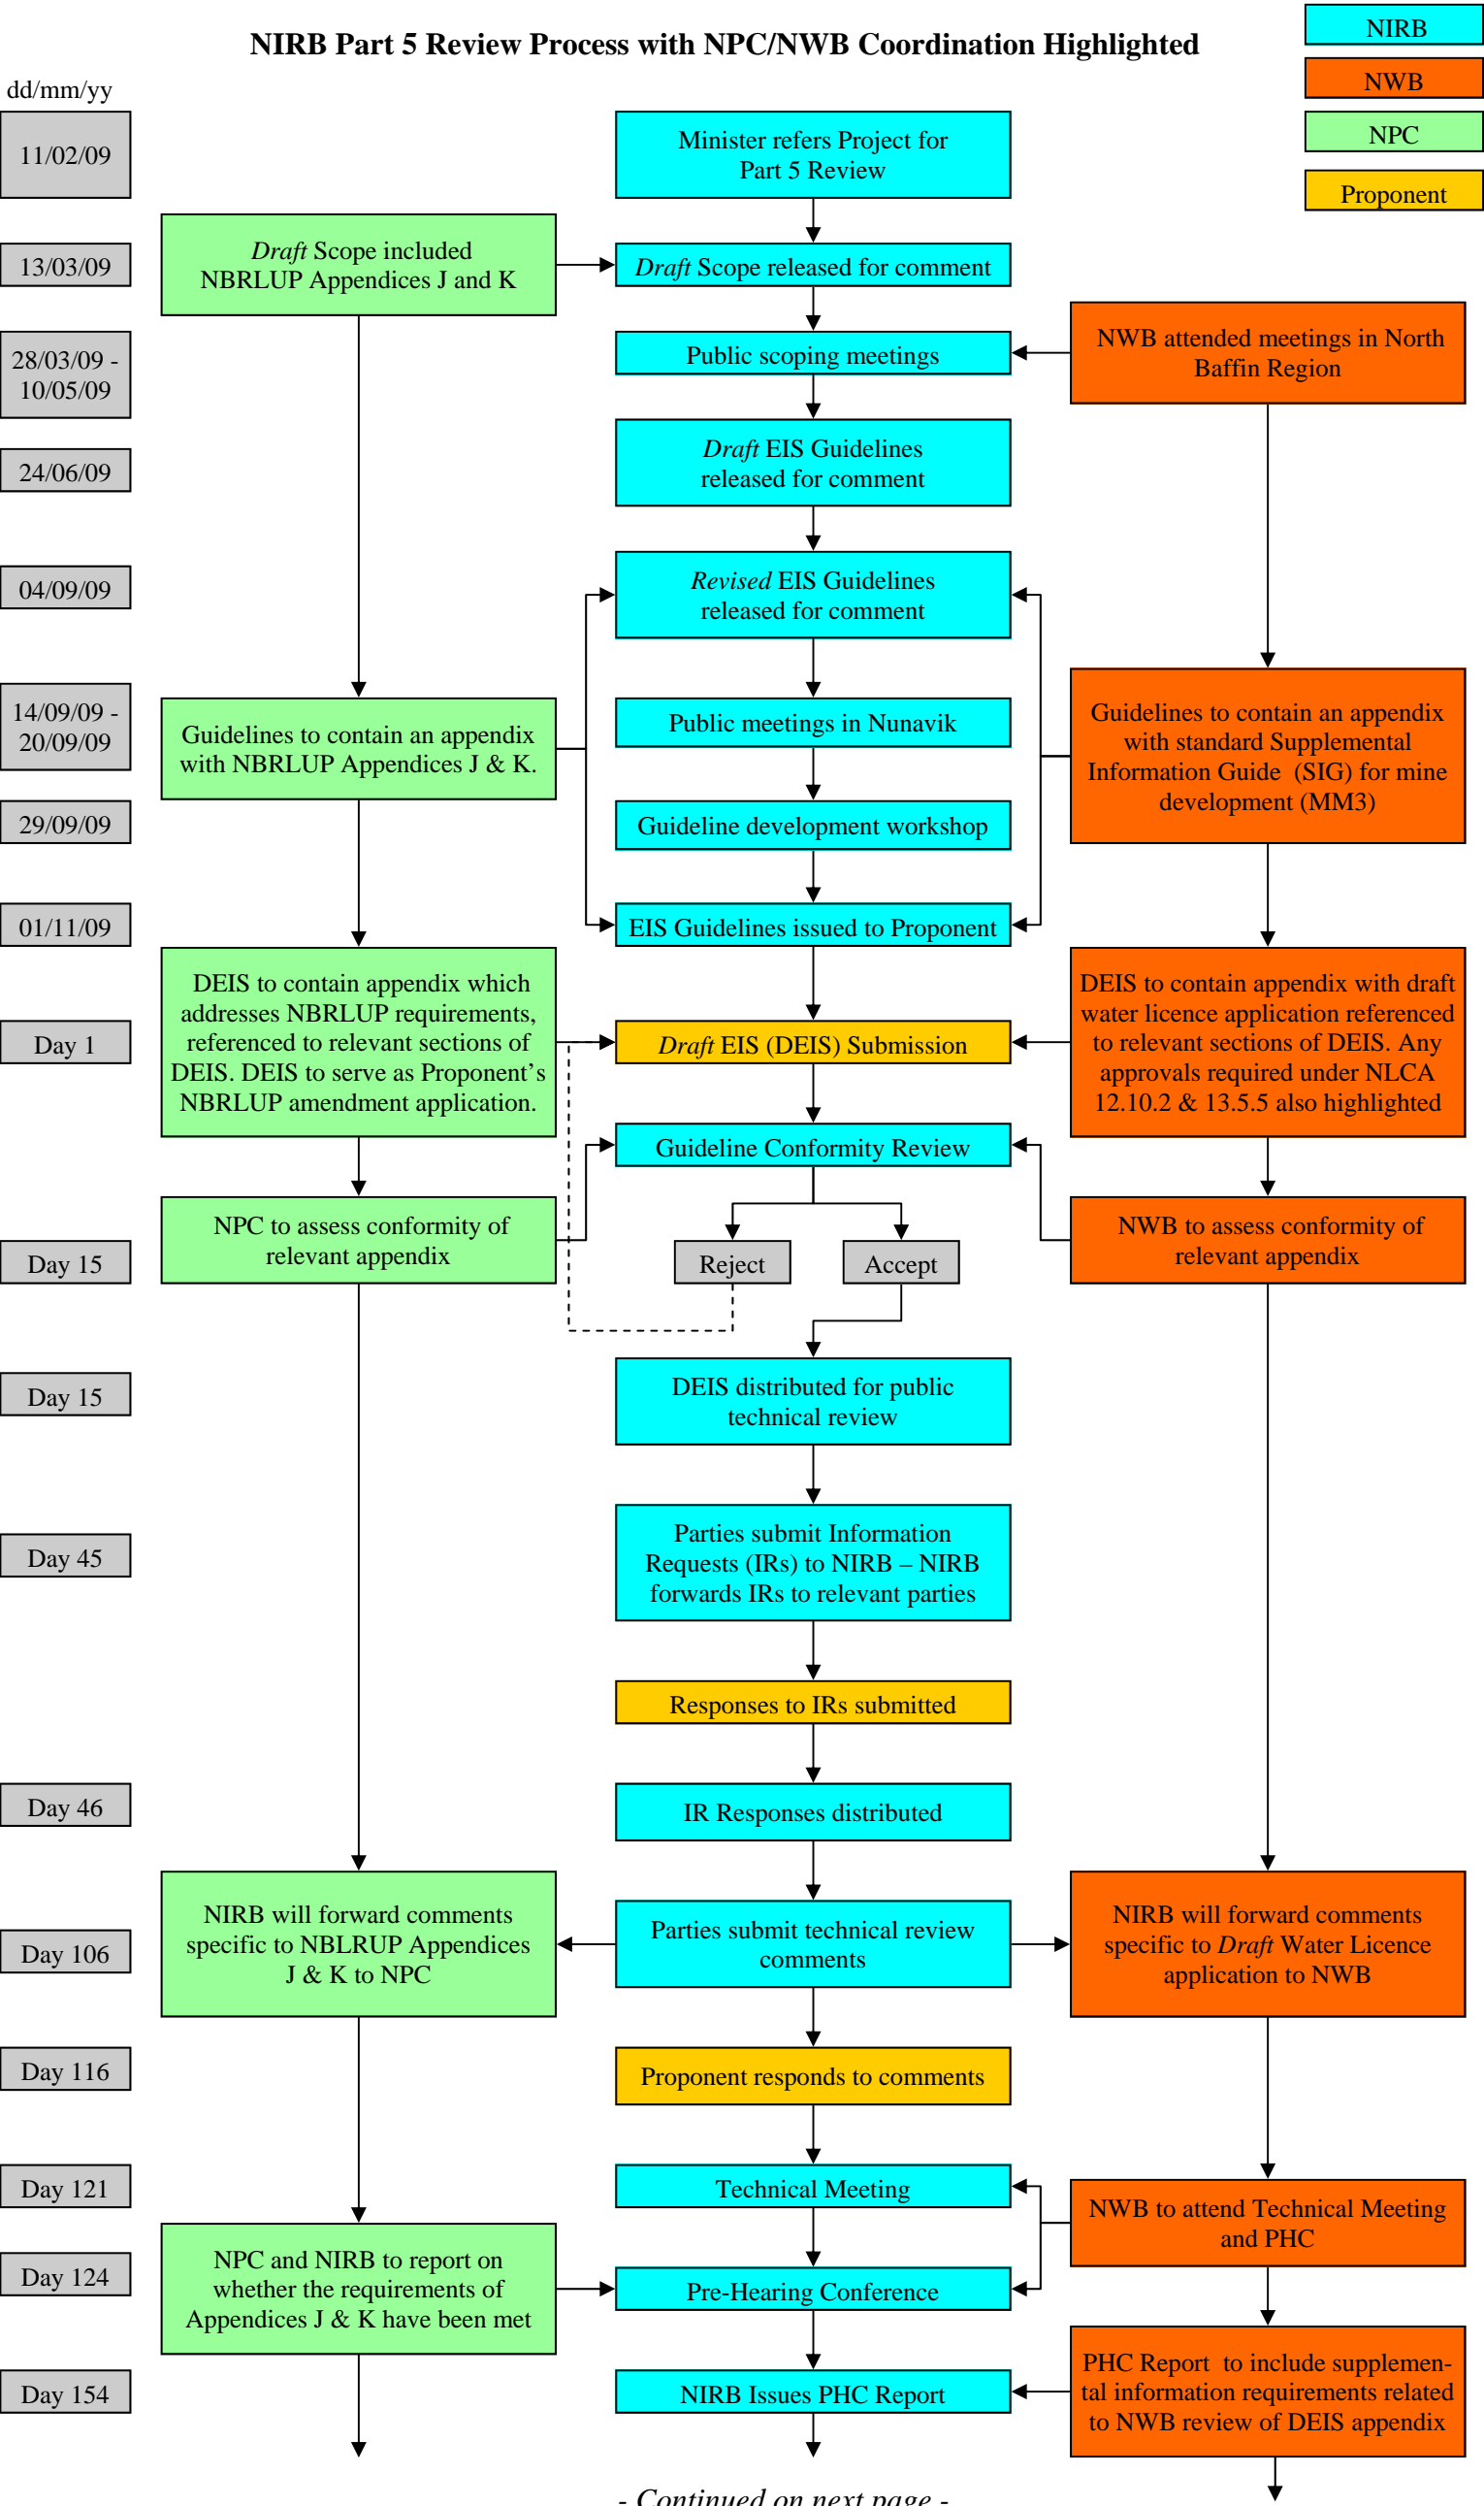 NIRB Part 5 Review Process with NPC/NWB Coordination Highlighted
NIRB
NWB
NPC
Proponent
dd/mm/yy
11/02/09
Minister refers Project for
Part 5 Review
Draft Scope included
NBRLUP Appendices J and K
13/03/09
Draft Scope released for comment
28/03/09 -
10/05/09
Public scoping meetings
NWB attended meetings in North
Baffin Region
24/06/09
Draft EIS Guidelines
released for comment
04/09/09
Revised EIS Guidelines
released for comment
14/09/09 -
20/09/09
Guidelines to contain an appendix
with NBRLUP Appendices J & K.
Public meetings in Nunavik
Guidelines to contain an appendix
with standard Supplemental
Information Guide (SIG) for mine
development (MM3)
29/09/09
Guideline development workshop
01/11/09
EIS Guidelines issued to Proponent
DEIS to contain appendix which
addresses NBRLUP requirements,
referenced to relevant sections of
DEIS. DEIS to serve as Proponent's
NBRLUP amendment application.
Day 1
Draft EIS (DEIS) Submission
DEIS to contain appendix with draft
water licence application referenced
to relevant sections of DEIS. Any
approvals required under NLCA
12.10.2 & 13.5.5 also highlighted
Guideline Conformity Review
NPC to assess conformity of
relevant appendix
NWB to assess conformity of
relevant appendix
Day 15
Reject
Accept
Day 15
DEIS distributed for public
technical review
Day 45
Parties submit Information
Requests (IRs) to NIRB – NIRB
forwards IRs to relevant parties
Responses to IRs submitted
Day 46
IR Responses distributed
NIRB will forward comments
specific to NBLRUP Appendices
J & K to NPC
Day 106
Parties submit technical review
comments
NIRB will forward comments
specific to Draft Water Licence
application to NWB
Day 116
Proponent responds to comments
Day 121
Technical Meeting
NWB to attend Technical Meeting
and PHC
Day 124
NPC and NIRB to report on
whether the requirements of
Appendices J & K have been met
Pre-Hearing Conference
Day 154
NIRB Issues PHC Report
PHC Report to include supplemen-
tal information requirements related
to NWB review of DEIS appendix
- Continued on next page -